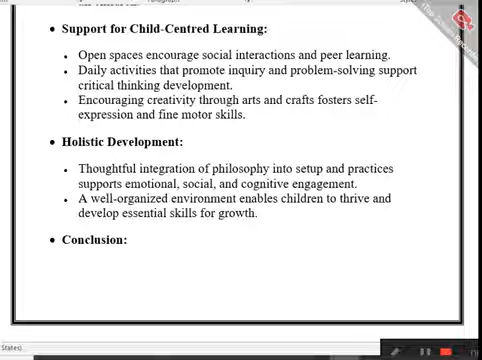 • Support for Child-Centred Learning:
• Open spaces encourage social interactions and peer learning.
• Daily activities that promote inquiry and problem-solving support
critical thinking development.
• Encouraging creativity through arts and crafts fosters self-
expression and fine motor skills.
• Holistic Development:
• Thoughtful integration of philosophy into setup and practices
supports emotional, social, and cognitive engagement.
• A well-organized environment enables children to thrive and
develop essential skills for growth.
• Conclusion:
States)